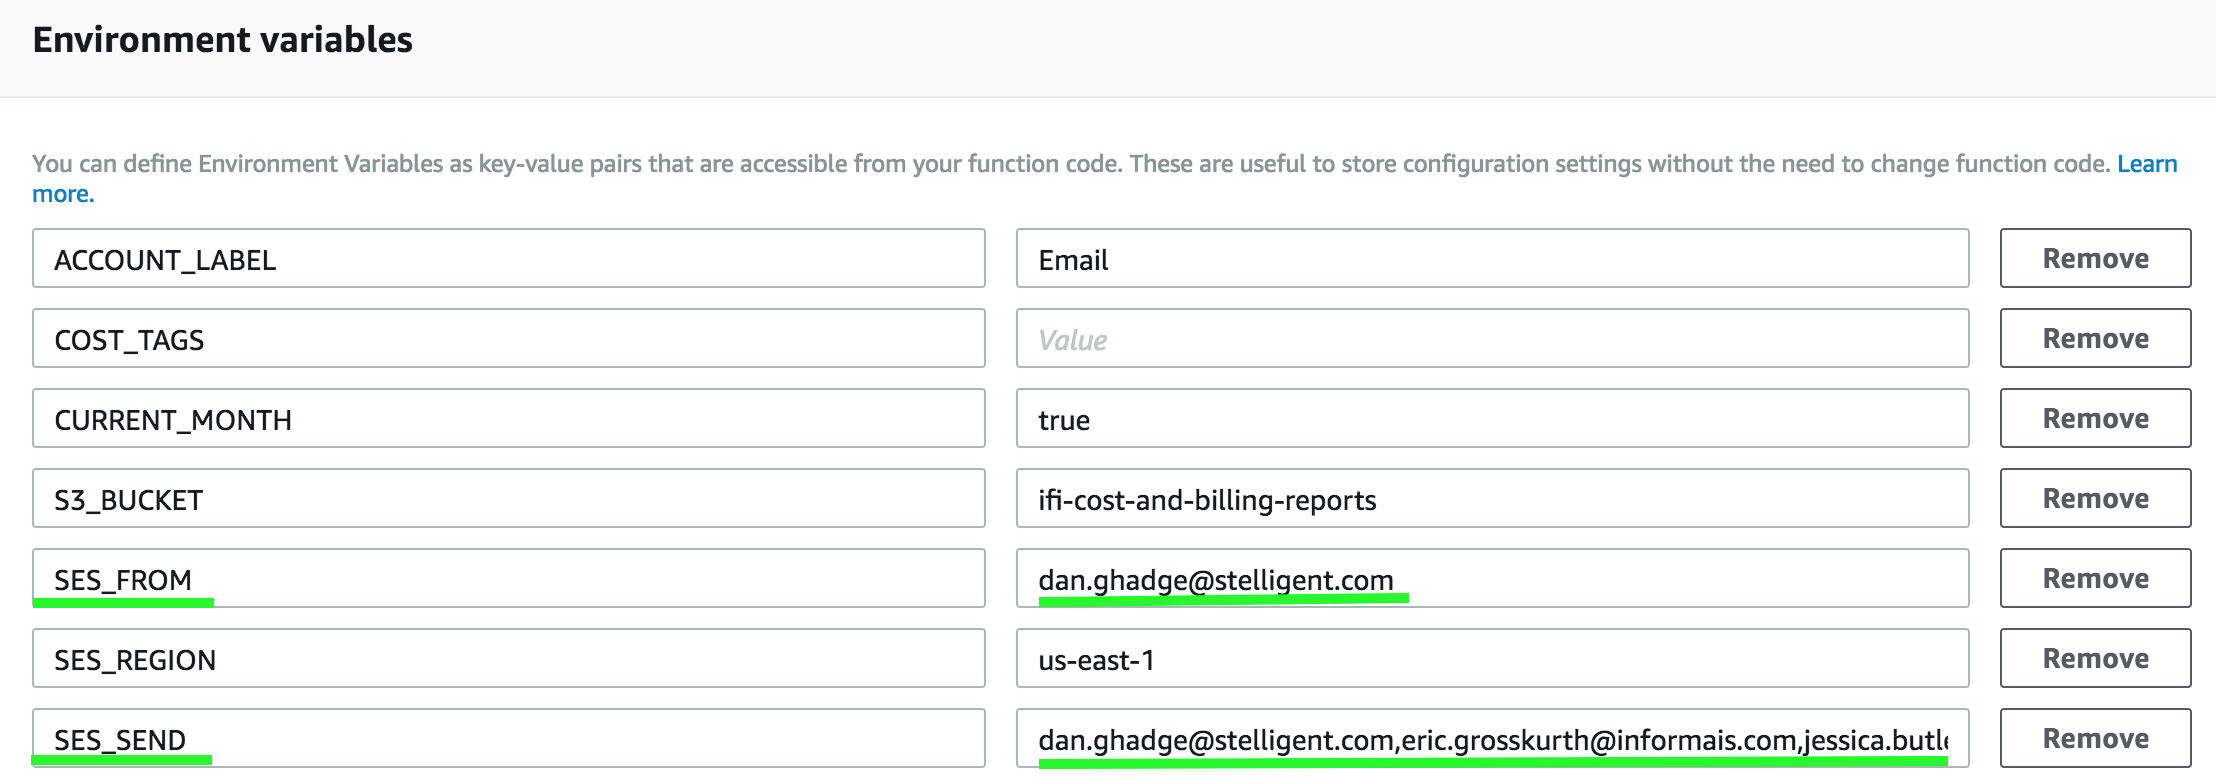 Environment variables
You can define Environment Variables as key-value pairs that are accessible from your function code. These are useful to store configuration settings without the need to change function code. Learn
more.
ACCOUNT_LABEL Email Remove
COST_TAGS Value Remove
CURRENT_MONTH true Remove
S3_BUCKET ifi-cost-and-billing-reports Remove
SES_FROM dan.ghadge@stelligent.com Remove
SES_REGION us-east-1 Remove
SES_SEND dan.ghadge@stelligent.com,eric.grosskurth@informais.com,jessica.butl Remove